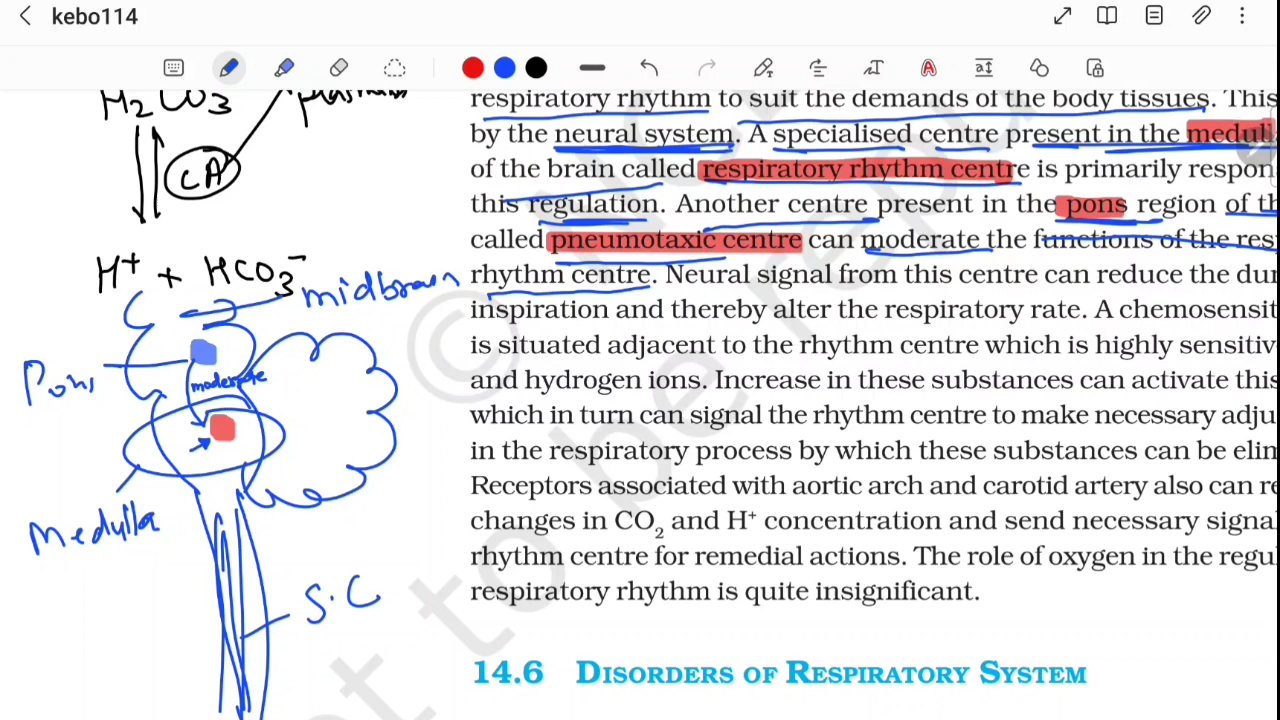 kebo114
H2CO3
plasma
CA
H+ + HCO3-
midbrain
Pons
moderate
Medulla
S.C
respiratory rhythm to suit the demands of the body tissues. This
by the neural system. A specialised centre present in the medull
of the brain called respiratory rhythm centre is primarily respon
this regulation. Another centre present in the pons region of th
called pneumotaxic centre can moderate the functions of the res
rhythm centre. Neural signal from this centre can reduce the dur
inspiration and thereby alter the respiratory rate. A chemosensit
is situated adjacent to the rhythm centre which is highly sensitiv
and hydrogen ions. Increase in these substances can activate this
which in turn can signal the rhythm centre to make necessary adju
in the respiratory process by which these substances can be elim
Receptors associated with aortic arch and carotid artery also can re
changes in CO2 and H+ concentration and send necessary signa
rhythm centre for remedial actions. The role of oxygen in the regu
respiratory rhythm is quite insignificant.
14.6 DISORDERS OF RESPIRATORY SYSTEM